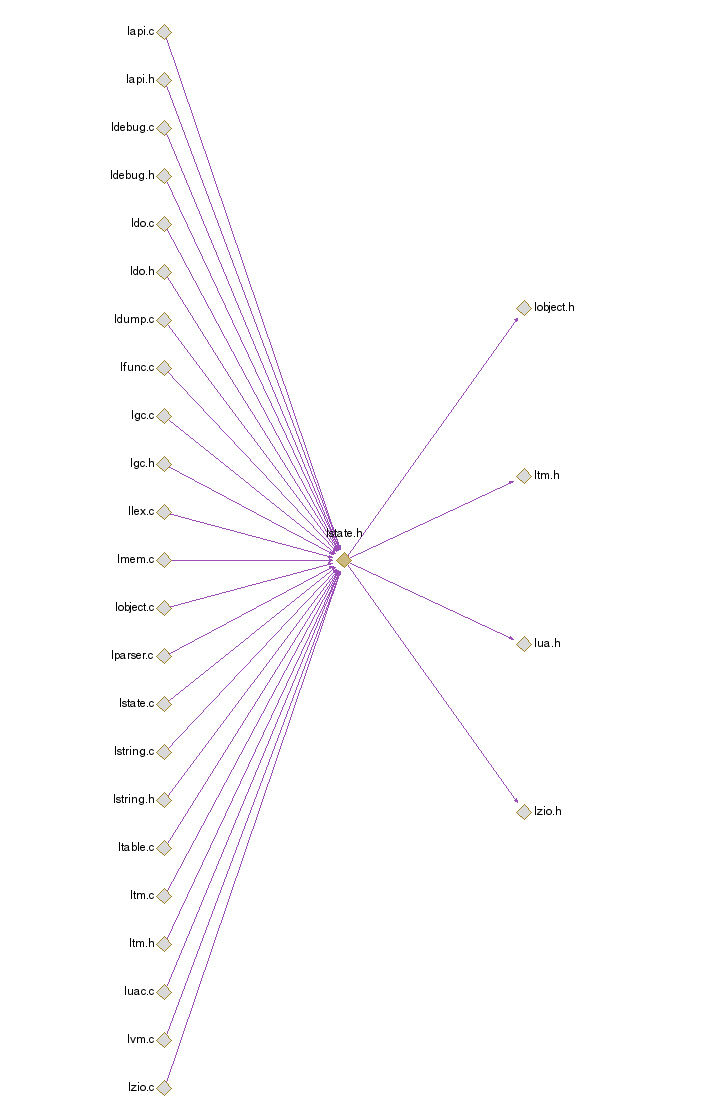 lapi.c
lapi.h
ldebug.c
ldebug.h
ldo.c
ldo.h
ldump.c
lfunc.c
lgc.c
lgc.h
llex.c
lmem.c
lobject.c
lparser.c
lstate.c
lstring.c
lstring.h
ltable.c
ltm.c
ltm.h
luac.c
lvm.c
lzio.c
lstate.h
lobject.h
ltm.h
lua.h
lzio.h